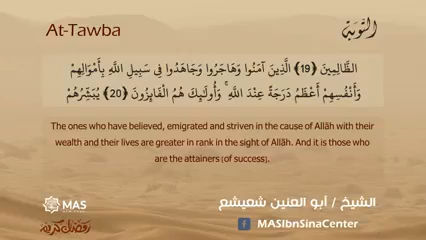 At-Tawba
التوبة
الظَّالِمِينَ ﴿19﴾ الَّذِينَ آمَنُوا وَهَاجَرُوا وَجَاهَدُوا فِي سَبِيلِ اللَّهِ بِأَمْوَالِهِمْ
وَأَنْفُسِهِمْ أَعْظَمُ دَرَجَةً عِنْدَ اللَّهِ ۚ وَأُولَٰئِكَ هُمُ الْفَائِزُونَ ﴿20﴾ يُبَشِّرُهُمْ
The ones who have believed, emigrated and striven in the cause of Allāh with their
wealth and their lives are greater in rank in the sight of Allāh. And it is those who
are the attainers [of success].
MAS
الشيخ / أبو العنين شعيشع
رمضان كريم
MASIbnSinaCenter